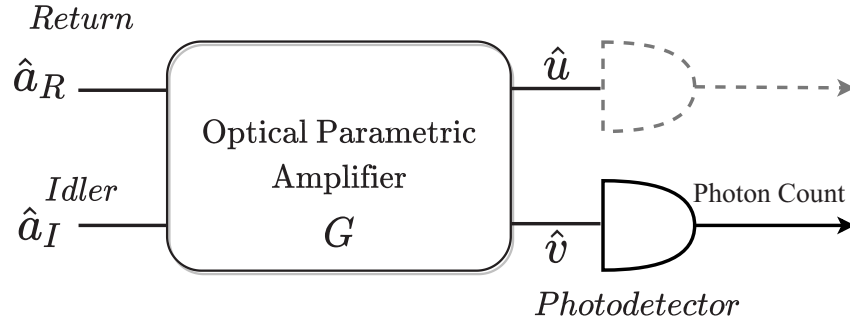 Return
â_R
Optical Parametric
Amplifier
G
Idler
â_I
û
v̂
Photon Count
Photodetector